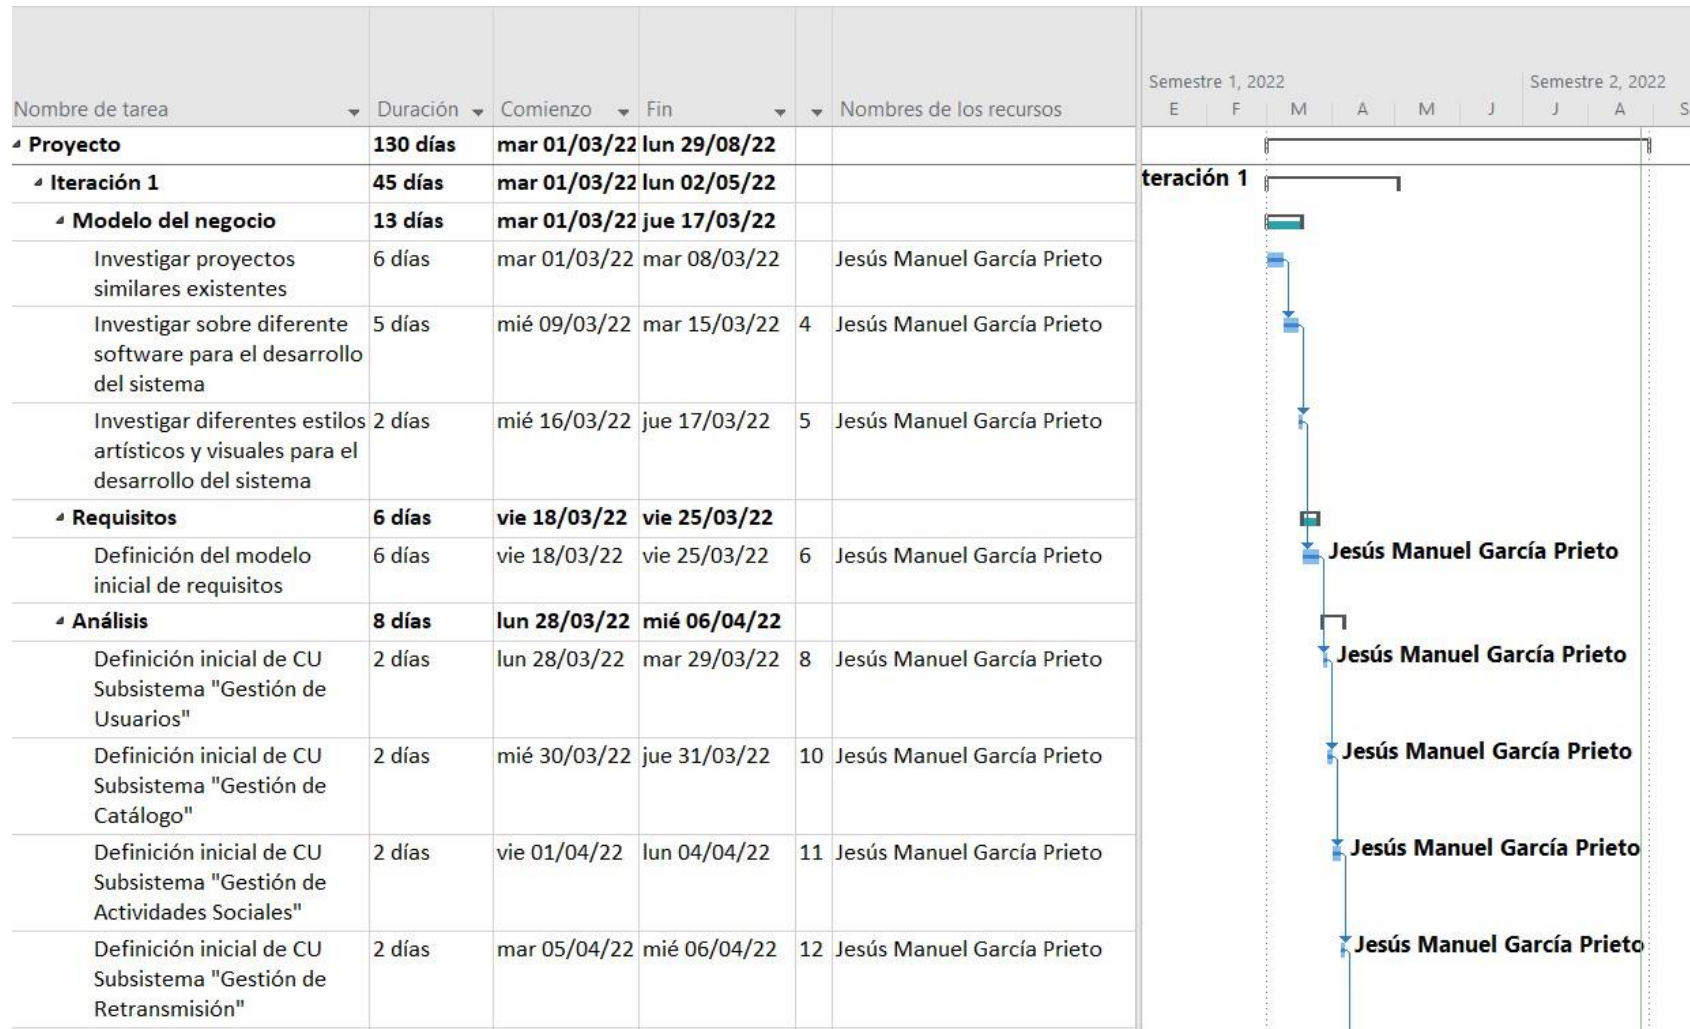 Semestre 1, 2022 Semestre 2, 2022
Nombre de tarea Duración Comienzo Fin Nombres de los recursos E F M A M J J A S
Proyecto 130 días mar 01/03/22 lun 29/08/22
Iteración 1 45 días mar 01/03/22 lun 02/05/22 teración 1
Modelo del negocio 13 días mar 01/03/22 jue 17/03/22
Investigar proyectos 6 días mar 01/03/22 mar 08/03/22 Jesús Manuel García Prieto
similares existentes
Investigar sobre diferente 5 días mié 09/03/22 mar 15/03/22 4 Jesús Manuel García Prieto
software para el desarrollo
del sistema
Investigar diferentes estilos 2 días mié 16/03/22 jue 17/03/22 5 Jesús Manuel García Prieto
artísticos y visuales para el
desarrollo del sistema
Requisitos 6 días vie 18/03/22 vie 25/03/22
Definición del modelo 6 días vie 18/03/22 vie 25/03/22 6 Jesús Manuel García Prieto Jesús Manuel García Prieto
inicial de requisitos
Análisis 8 días lun 28/03/22 mié 06/04/22
Definición inicial de CU 2 días lun 28/03/22 mar 29/03/22 8 Jesús Manuel García Prieto Jesús Manuel García Prieto
Subsistema "Gestión de
Usuarios"
Definición inicial de CU 2 días mié 30/03/22 jue 31/03/22 10 Jesús Manuel García Prieto Jesús Manuel García Prieto
Subsistema "Gestión de
Catálogo"
Definición inicial de CU 2 días vie 01/04/22 lun 04/04/22 11 Jesús Manuel García Prieto Jesús Manuel García Prieto
Subsistema "Gestión de
Actividades Sociales"
Definición inicial de CU 2 días mar 05/04/22 mié 06/04/22 12 Jesús Manuel García Prieto Jesús Manuel García Prieto
Subsistema "Gestión de
Retransmisión"